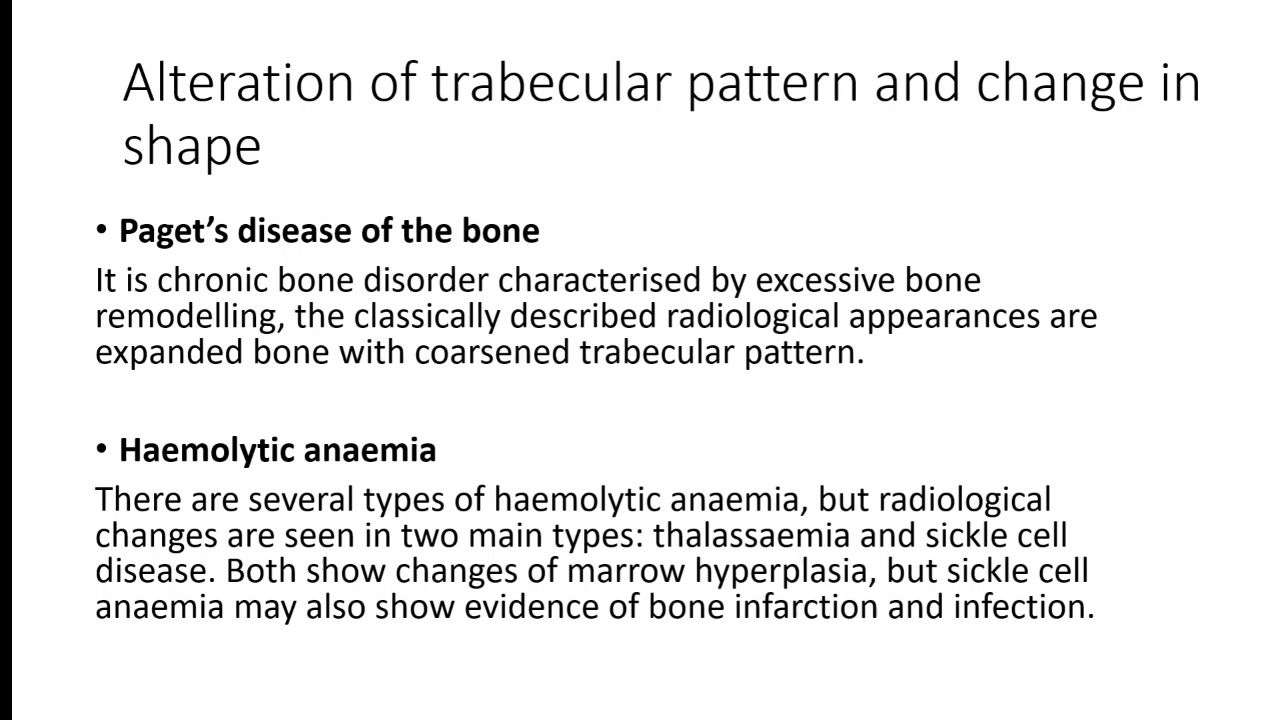 Alteration of trabecular pattern and change in
shape
• Paget’s disease of the bone
It is chronic bone disorder characterised by excessive bone
remodelling, the classically described radiological appearances are
expanded bone with coarsened trabecular pattern.
• Haemolytic anaemia
There are several types of haemolytic anaemia, but radiological
changes are seen in two main types: thalassaemia and sickle cell
disease. Both show changes of marrow hyperplasia, but sickle cell
anaemia may also show evidence of bone infarction and infection.